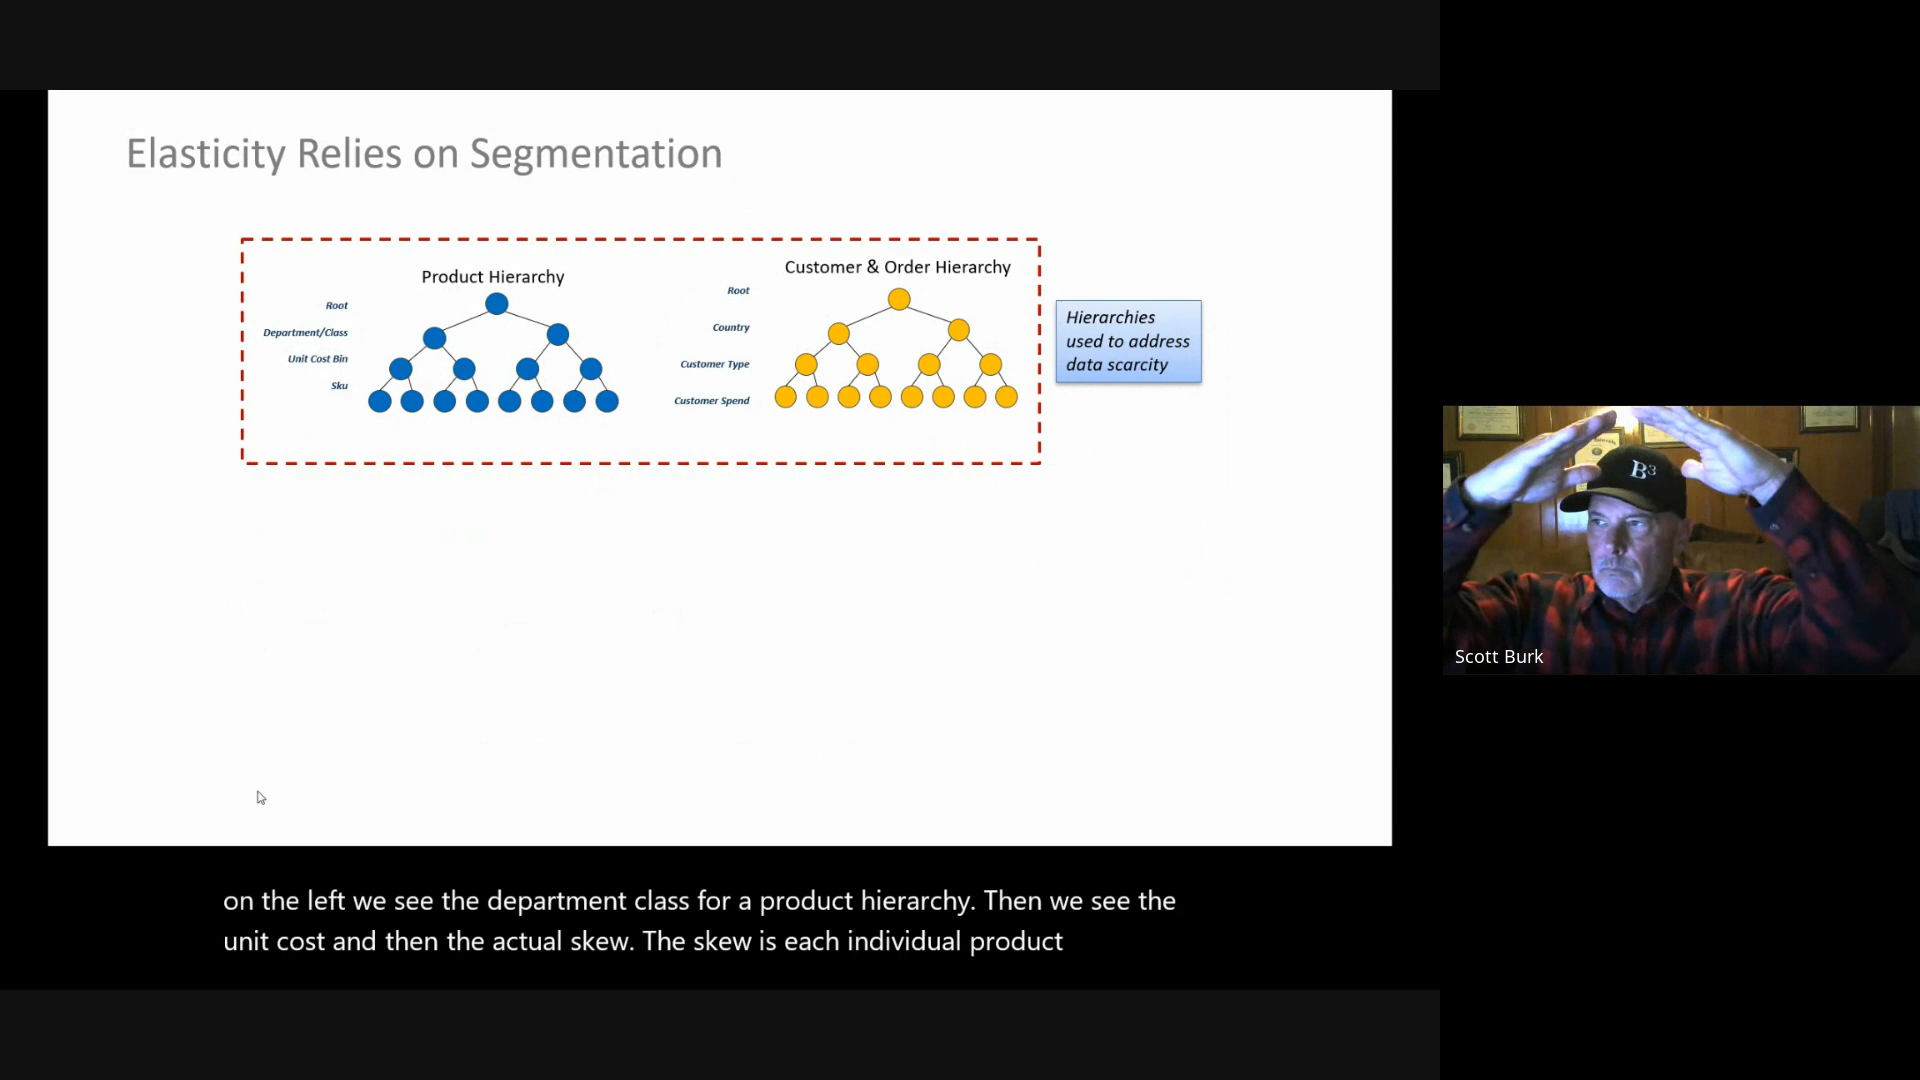 Elasticity Relies on Segmentation
Product Hierarchy
Root
Department/Class
Unit Cost Bin
Sku
Customer & Order Hierarchy
Root
Country
Customer Type
Customer Spend
Hierarchies
used to address
data scarcity
B³
Scott Burk
on the left we see the department class for a product hierarchy. Then we see the
unit cost and then the actual skew. The skew is each individual product